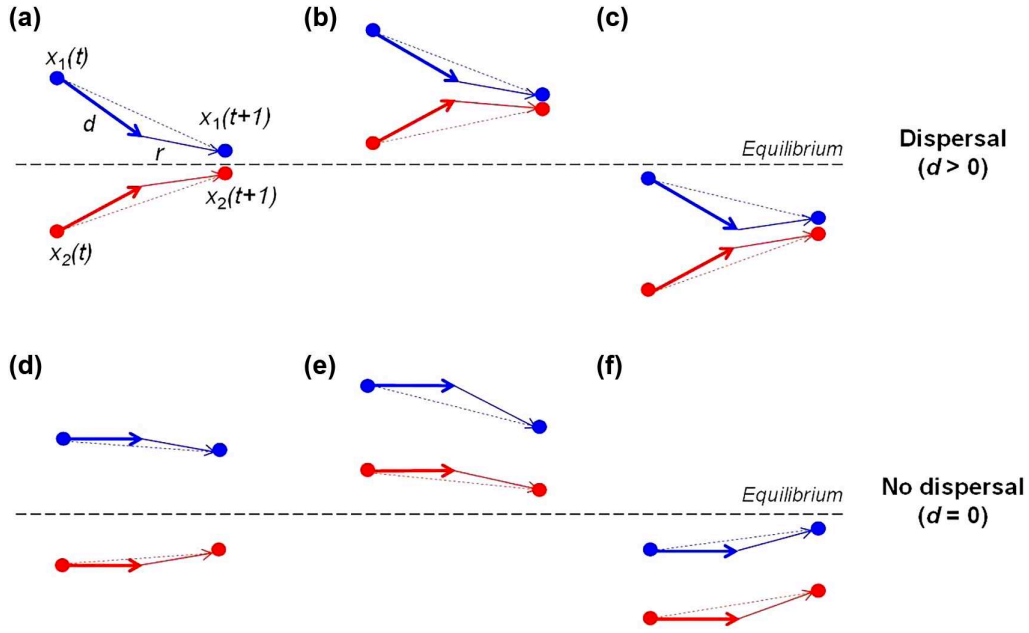 (a)
(b)
(c)
x₁(t)
d
r
x₁(t+1)
x₂(t+1)
x₂(t)
Equilibrium
Dispersal
(d > 0)
(d)
(e)
(f)
Equilibrium
No dispersal
(d = 0)